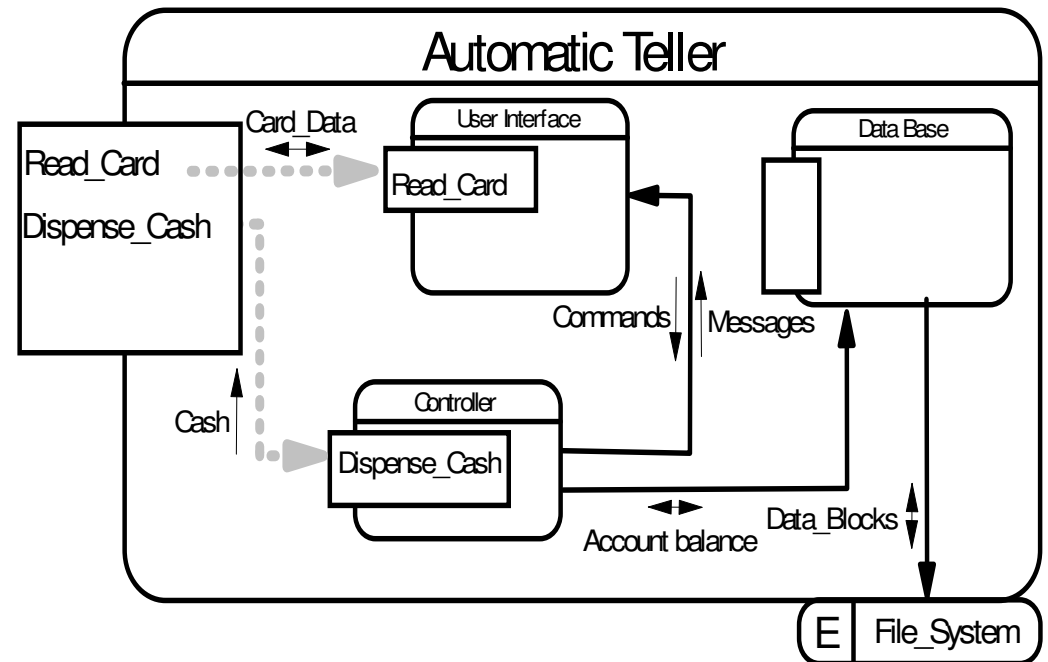 Automatic Teller
Card_Data
User Interface
Data Base
Read_Card
Read_Card
Dispense_Cash
Commands
Messages
Controller
Cash
Dispense_Cash
Account balance
Data_Blocks
E
File_System